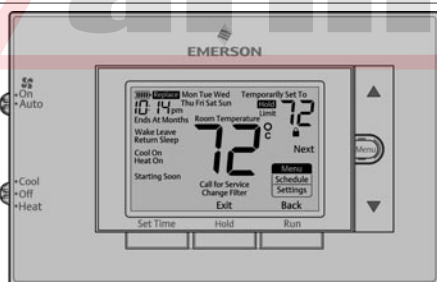 EMERSON
On
Auto
Replace Mon Tue Wed Temporarily Set To
10:14 pm Thu Fri Sat Sun Hold 72
Limit
Ends At Months Room Temperature
Wake Leave 72 °C
Return Sleep
Next
Cool On
Heat On
Menu
Starting Soon Schedule
Call for Service Settings
Change Filter
Exit Back
Menu
Cool
Off
Heat
Set Time Hold Run